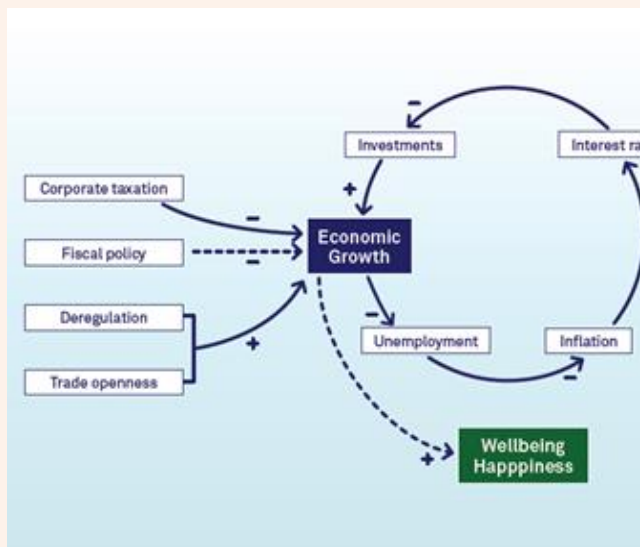 Investments
Interest ra
Corporate taxation
Economic
Growth
Fiscal policy
Deregulation
Unemployment
Inflation
Trade openness
Wellbeing
Happpiness